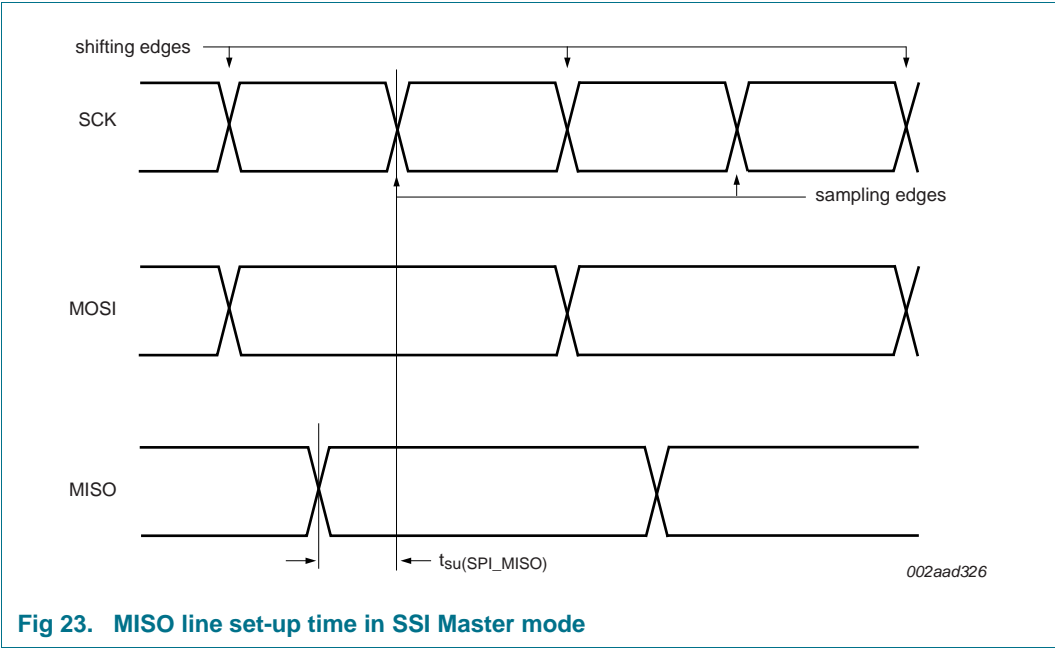 shifting edges
SCK
sampling edges
MOSI
MISO
tsu(SPI_MISO)
002aad326
Fig 23. MISO line set-up time in SSI Master mode